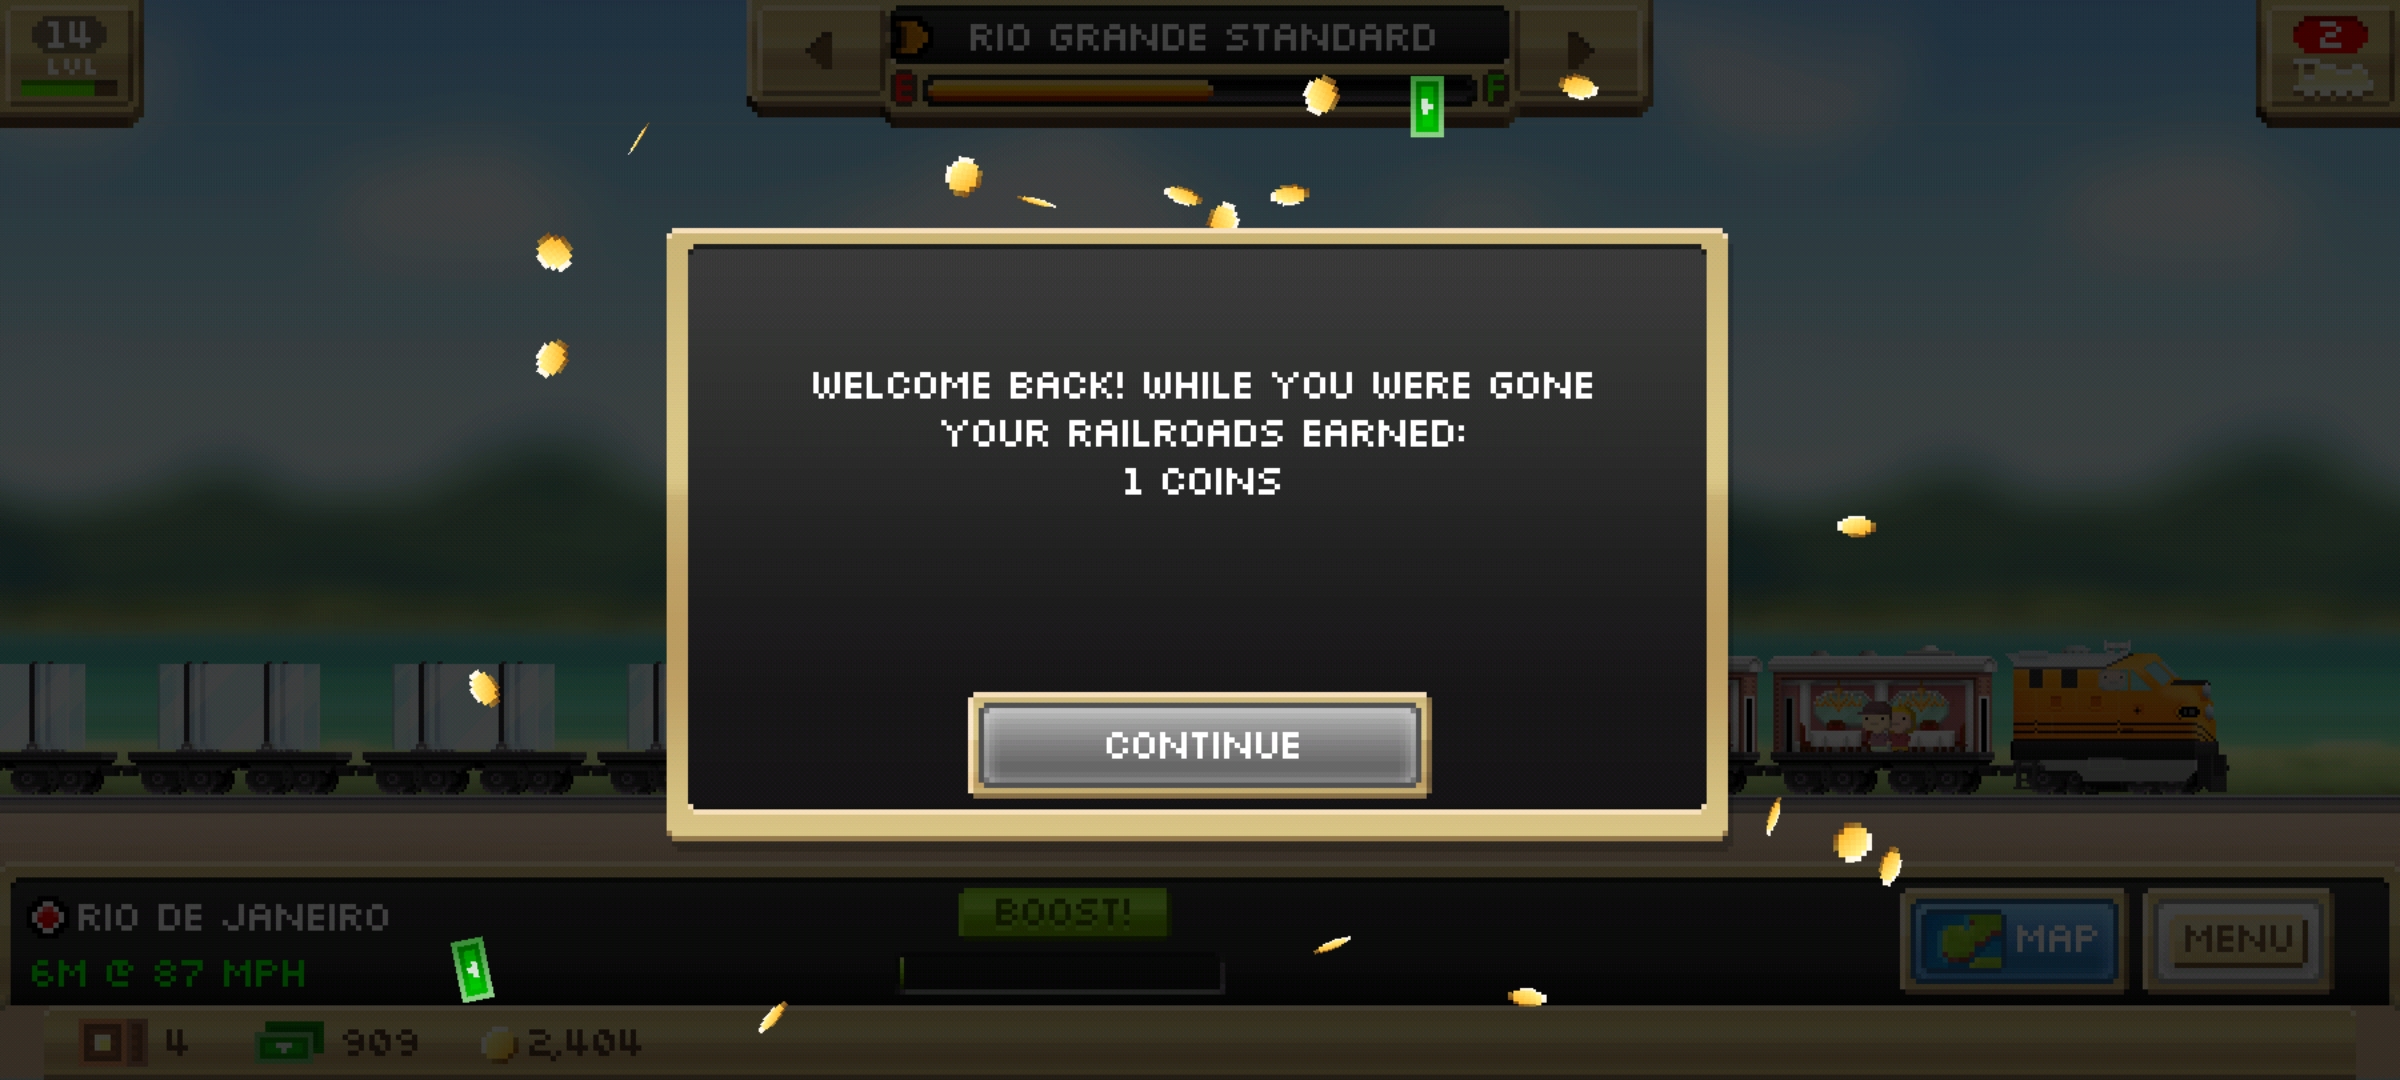 14
LVL
RIO GRANDE STANDARD
E F
2
WELCOME BACK! WHILE YOU WERE GONE
YOUR RAILROADS EARNED:
1 COINS
CONTINUE
RIO DE JANEIRO
6M @ 87 MPH
BOOST!
MAP
MENU
4 909 2,404